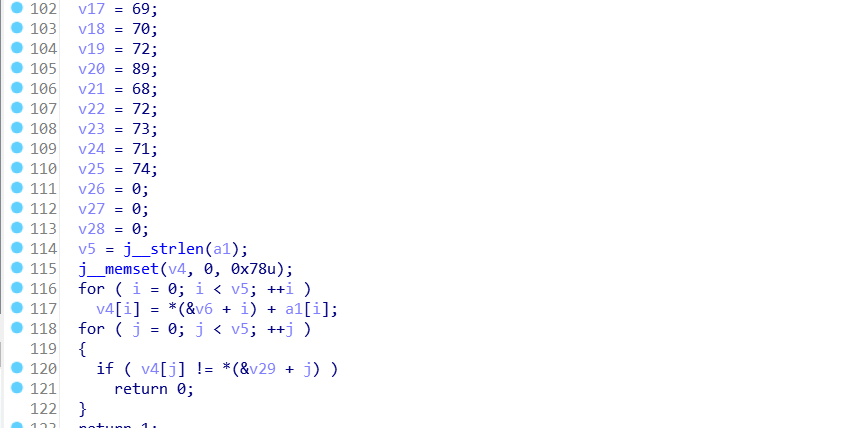 102 v17 = 69;
103 v18 = 70;
104 v19 = 72;
105 v20 = 89;
106 v21 = 68;
107 v22 = 72;
108 v23 = 73;
109 v24 = 71;
110 v25 = 74;
111 v26 = 0;
112 v27 = 0;
113 v28 = 0;
114 v5 = j__strlen(a1);
115 j__memset(v4, 0, 0x78u);
116 for ( i = 0; i < v5; ++i )
117   v4[i] = *(&v6 + i) + a1[i];
118 for ( j = 0; j < v5; ++j )
119 {
120   if ( v4[j] != *(&v29 + j) )
121     return 0;
122 }
123 return 1;